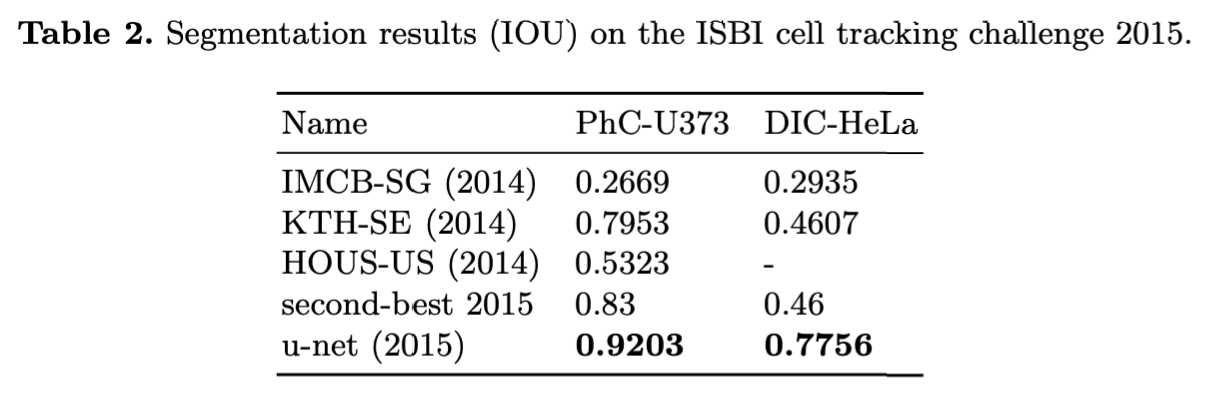 Table 2. Segmentation results (IOU) on the ISBI cell tracking challenge 2015.
Name PhC-U373 DIC-HeLa
IMCB-SG (2014) 0.2669 0.2935
KTH-SE (2014) 0.7953 0.4607
HOUS-US (2014) 0.5323 -
second-best 2015 0.83 0.46
u-net (2015) 0.9203 0.7756